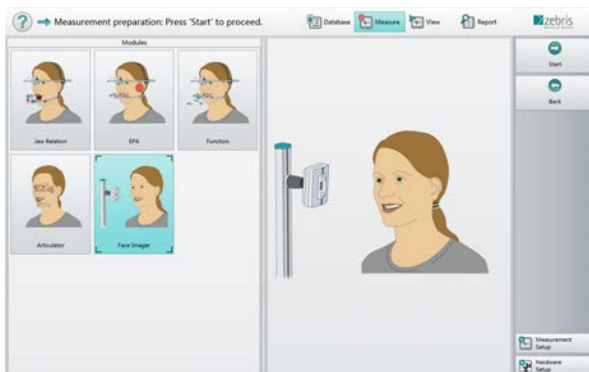 ? Measurement preparation: Press 'Start' to proceed.
Database
Measure
View
Report
zebris
Modules
Jaw Relation
EPA
Function
Articulator
Face Imager
Start
Back
Measurement
Setup
Hardware
Setup